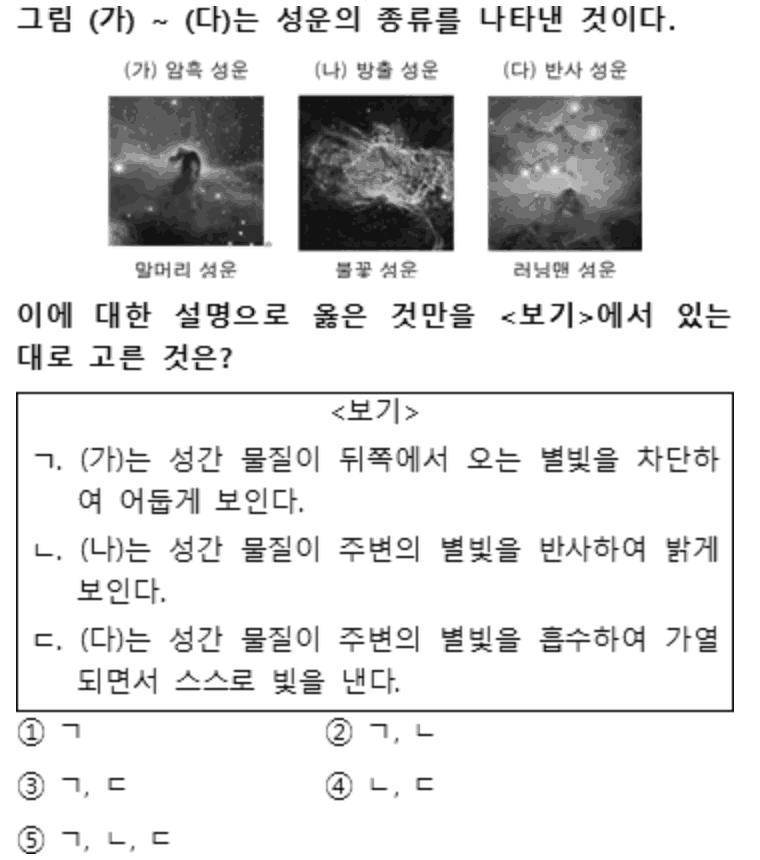 그림 (가) ~ (다)는 성운의 종류를 나타낸 것이다.
(가) 암흑 성운 (나) 방출 성운 (다) 반사 성운
말머리 성운 불꽃 성운 러닝맨 성운
이에 대한 설명으로 옳은 것만을 <보기>에서 있는
대로 고른 것은?
<보기>
ㄱ. (가)는 성간 물질이 뒤쪽에서 오는 별빛을 차단하
여 어둡게 보인다.
ㄴ. (나)는 성간 물질이 주변의 별빛을 반사하여 밝게
보인다.
ㄷ. (다)는 성간 물질이 주변의 별빛을 흡수하여 가열
되면서 스스로 빛을 낸다.
① ㄱ ② ㄱ, ㄴ
③ ㄱ, ㄷ ④ ㄴ, ㄷ
⑤ ㄱ, ㄴ, ㄷ